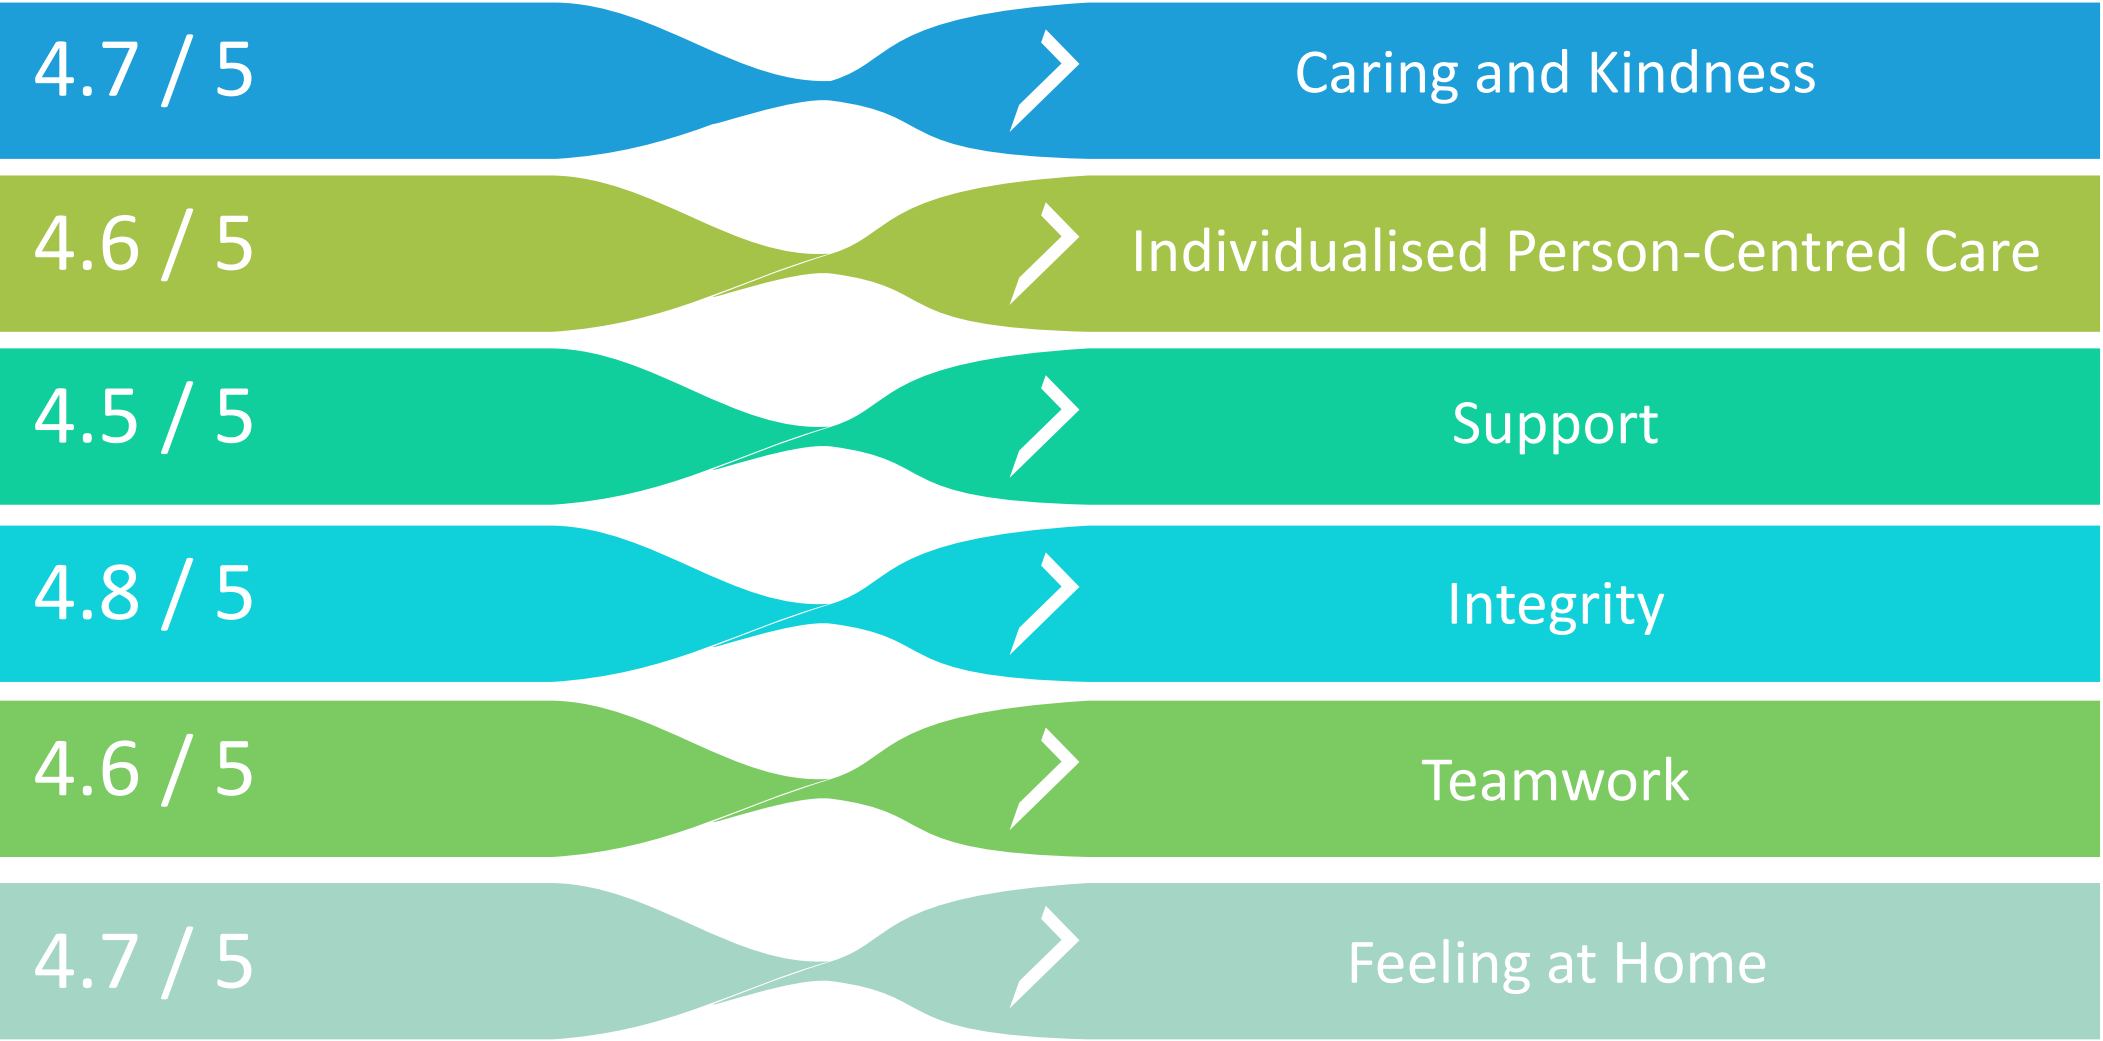 4.7 / 5 Caring and Kindness
4.6 / 5 Individualised Person-Centred Care
4.5 / 5 Support
4.8 / 5 Integrity
4.6 / 5 Teamwork
4.7 / 5 Feeling at Home